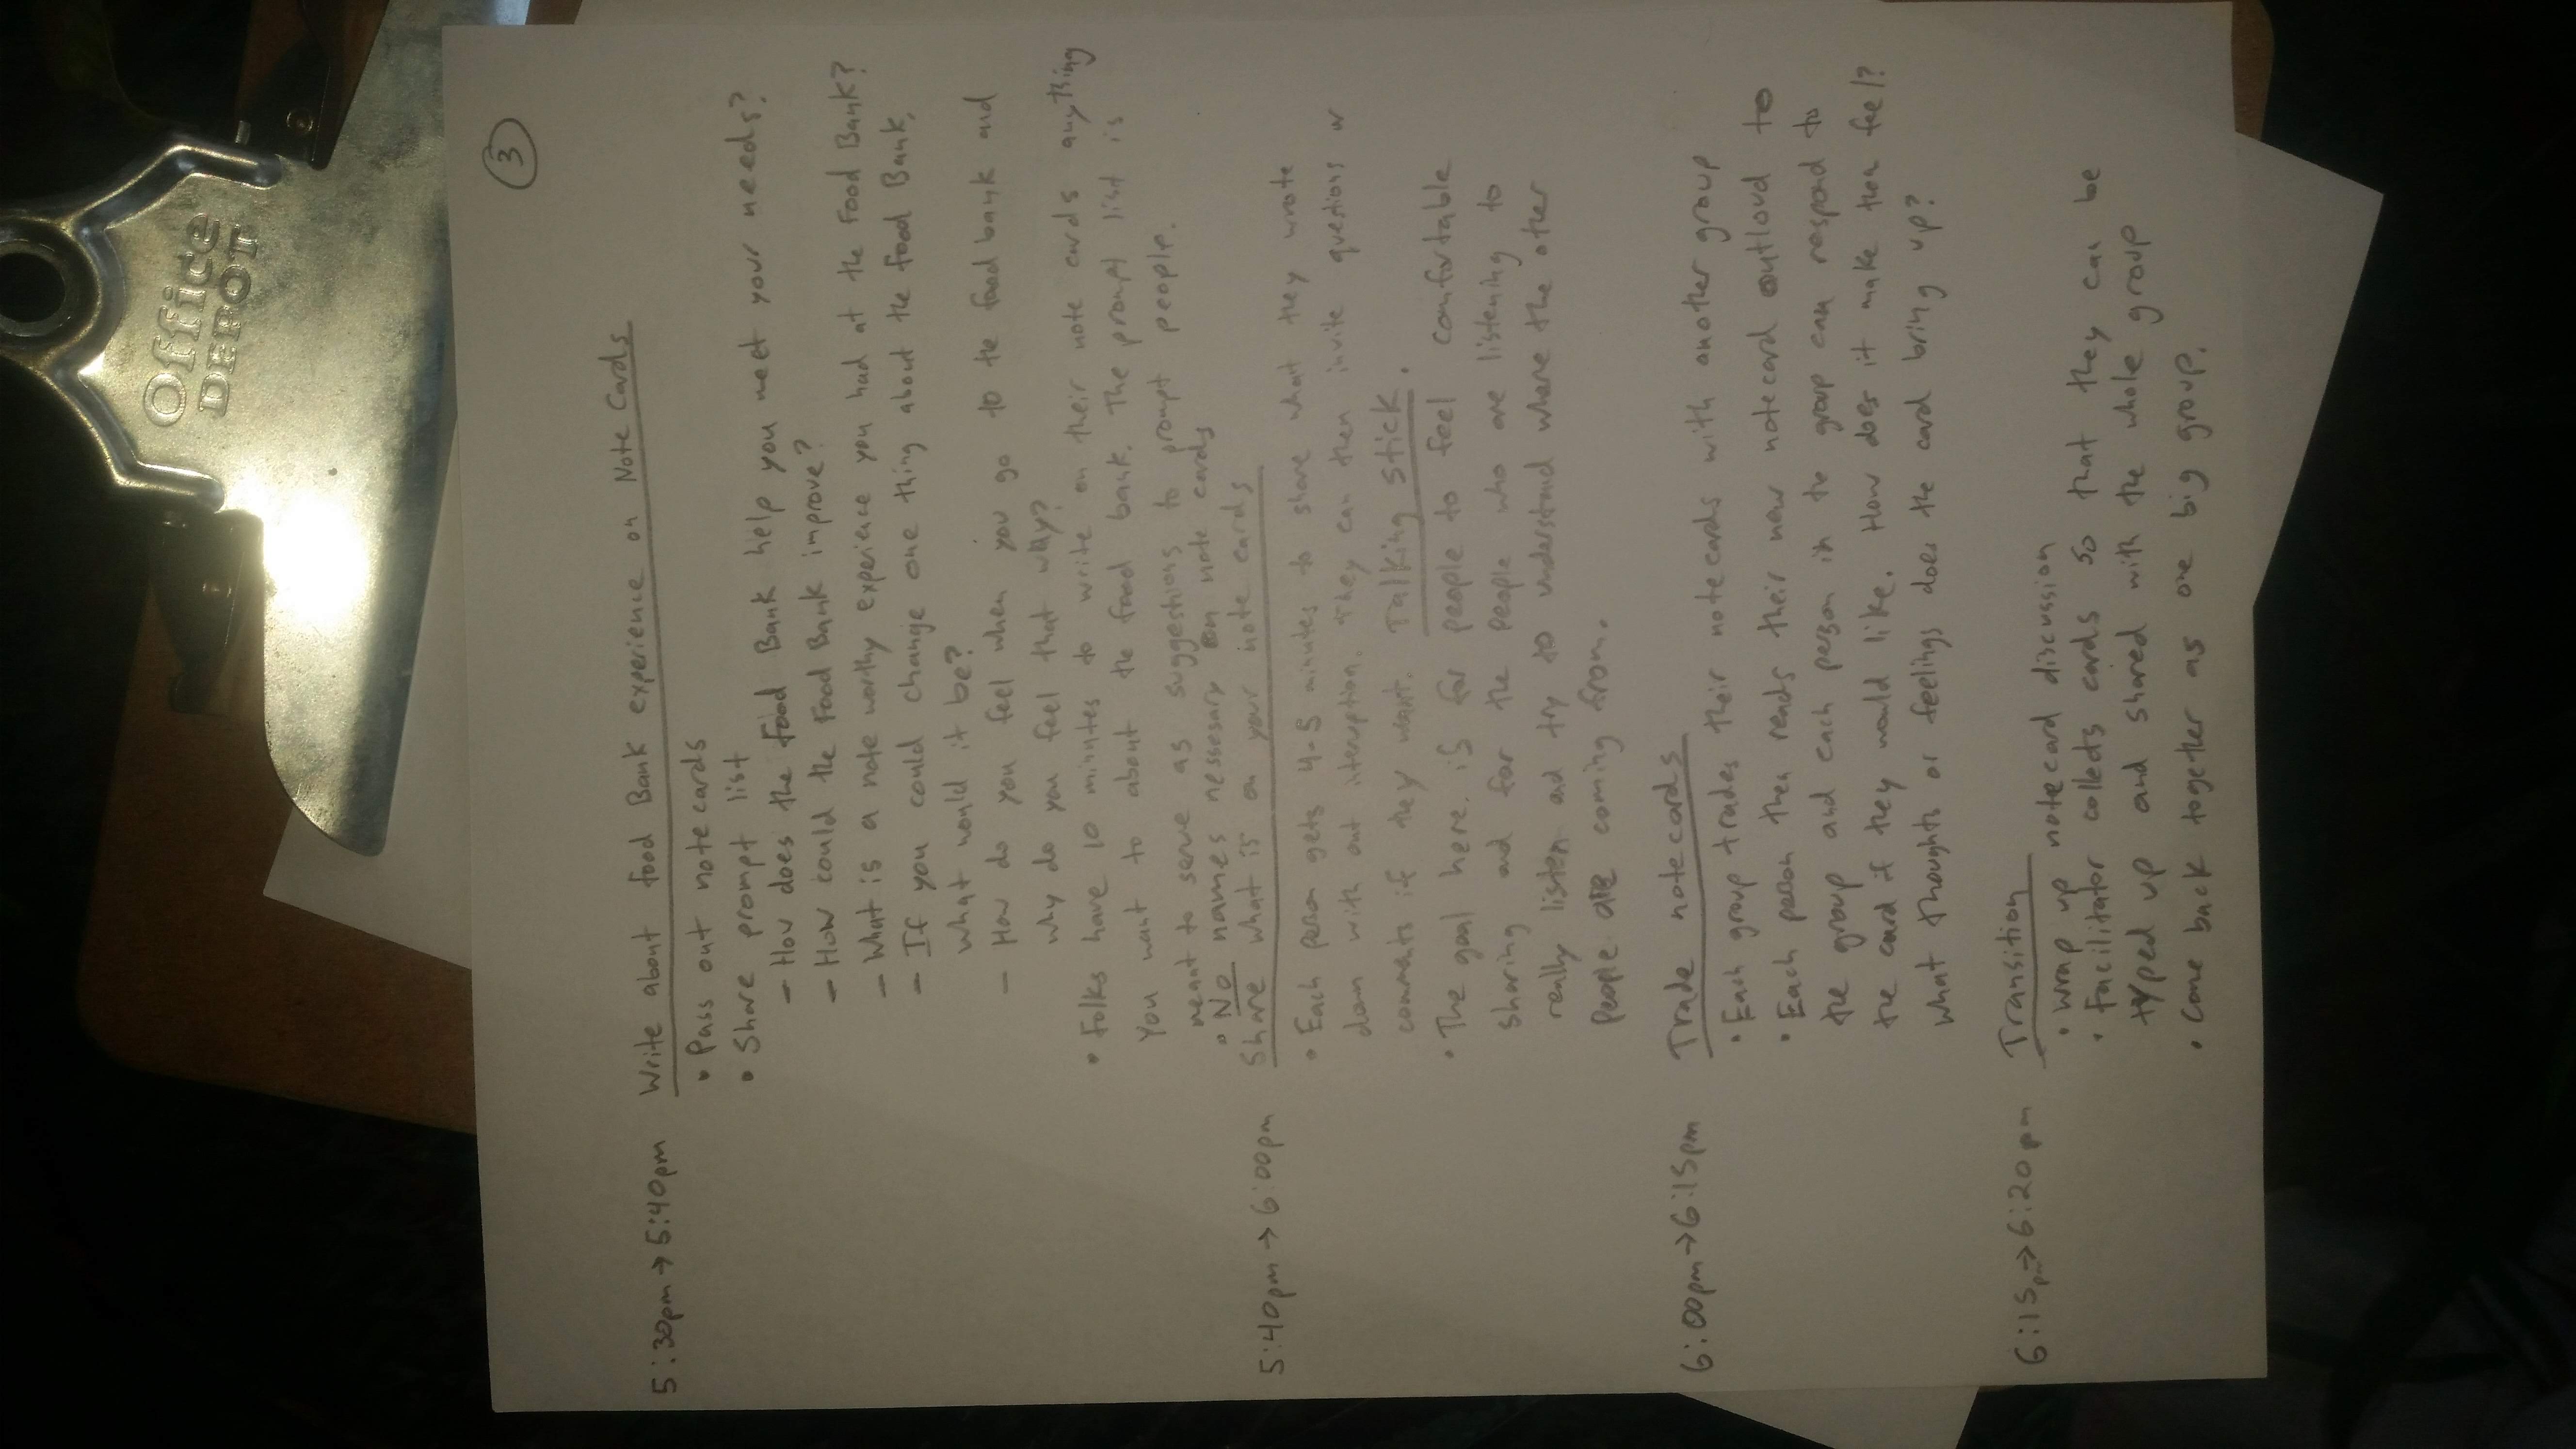 Office
DEPOT
3
5:30pm → 5:40pm Write about food Bank experience on Note Cards
• Pass out notecards
• Share prompt list
– How does the Food Bank help you meet your needs?
– How could the Food Bank improve?
– What is a note worthy experience you had at the Food Bank?
– If you could change one thing about the food Bank,
what would it be?
– How do you feel when you go to the food bank and
why do you feel that way?
• Folks have 10 minutes to write on their note cards anything
you want to about the food bank. The prompt list is
meant to serve as suggestions to prompt people.
• No names nessesary on note cards
5:40pm → 6:00pm Share what is on your note cards
• Each person gets 4-5 minutes to share what they wrote
down with out interuption. They can then invite questions or
comments if they want. Talking stick.
• The goal here. is for people to feel comfortable
sharing and for the people who are listening to
really listen and try to understand where the other
people are coming from.
6:00pm → 6:15pm Trade notecards
• Each group trades their notecards with another group
• Each person then reads their new notecard outloud to
the group and each person in the group can respond to
the card if they would like. How does it make them feel?
What thoughts or feelings does the card bring up?
6:15pm → 6:20pm Transition
• Wrap up notecard discussion
• Facilitator collects cards so that they can be
typed up and shared with the whole group
• Come back together as one big group.